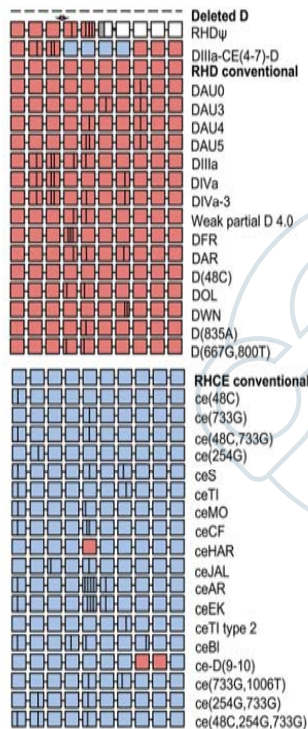 Deleted D
RHDψ
DIIIa-CE(4-7)-D
RHD conventional
DAU0
DAU3
DAU4
DAU5
DIIIa
DIVa
DIVa-3
Weak partial D 4.0
DFR
DAR
D(48C)
DOL
DWN
D(835A)
D(667G,800T)
RHCE conventional
ce(48C)
ce(733G)
ce(48C,733G)
ce(254G)
ceS
ceTI
ceMO
ceCF
ceHAR
ceJAL
ceAR
ceEK
ceTI type 2
ceBI
ce-D(9-10)
ce(733G,1006T)
ce(254G,733G)
ce(48C,254G,733G)